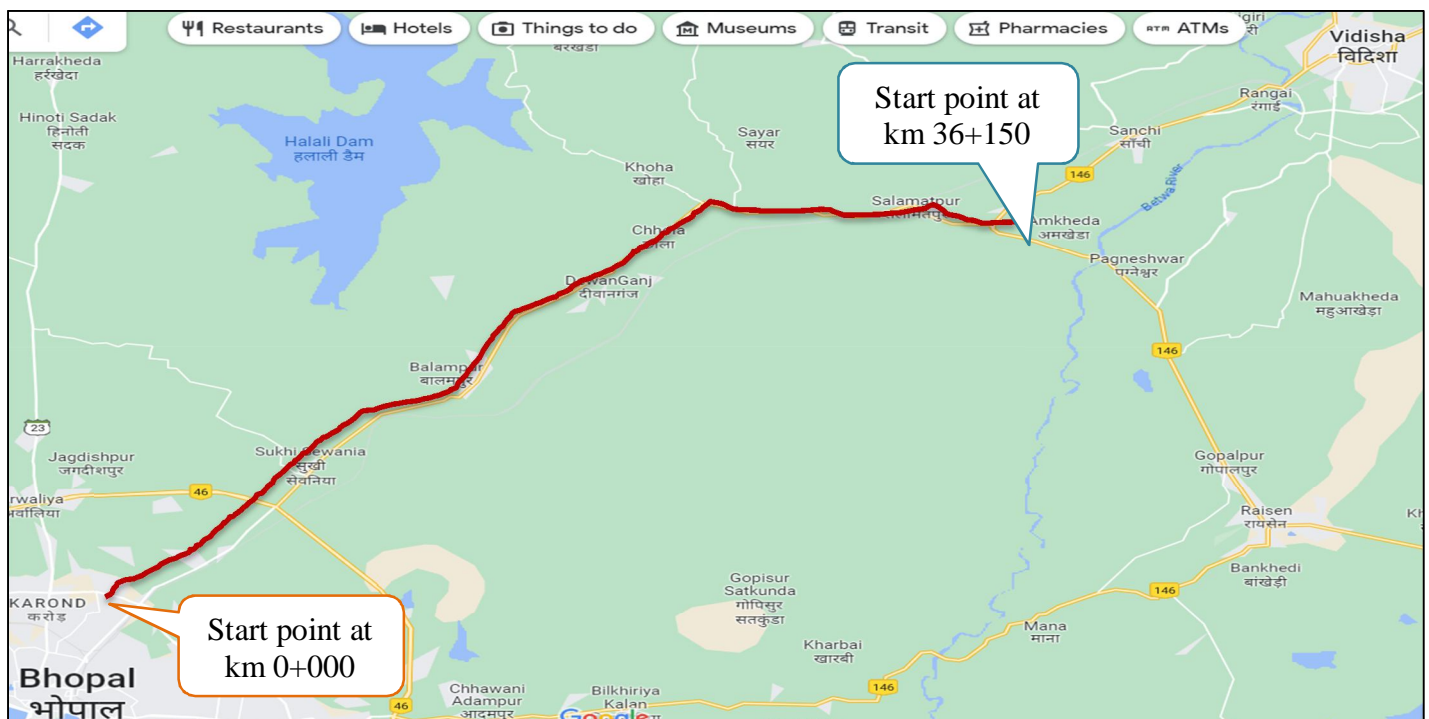 Restaurants
Hotels
Things to do
Museums
Transit
Pharmacies
ATM ATMs
Vidisha
विदिशा
Harrakheda
हर्रखेदा
Rangai
रंगाई
Hinoti Sadak
हिनोती
सदक
Halali Dam
हलाली डैम
Start point at
km 36+150
Sayar
सयर
Sanchi
साँची
Khoha
खोहा
146
Betwa River
Salamatpur
Amkheda
अमखेडा
Pagneshwar
पग्नेश्वर
DewanGanj
दीवानगंज
Mahuakheda
महुआखेड़ा
146
Balampur
23
Jagdishpur
जगदीशपुर
Sukhi Sewania
सुखी
सेवनिया
Gopalpur
गोपालपुर
46
Raisen
रायसेन
Bankhedi
बांखेड़ी
Gopisur
Satkunda
गोपिसुर
सतकुंडा
146
KAROND
करोड़
Start point at
km 0+000
Mana
माना
Kharbai
खारबी
Bhopal
भोपाल
Chhawani
Adampur
आदमपुर
Bilkhiriya
Kalan
146
46
Google